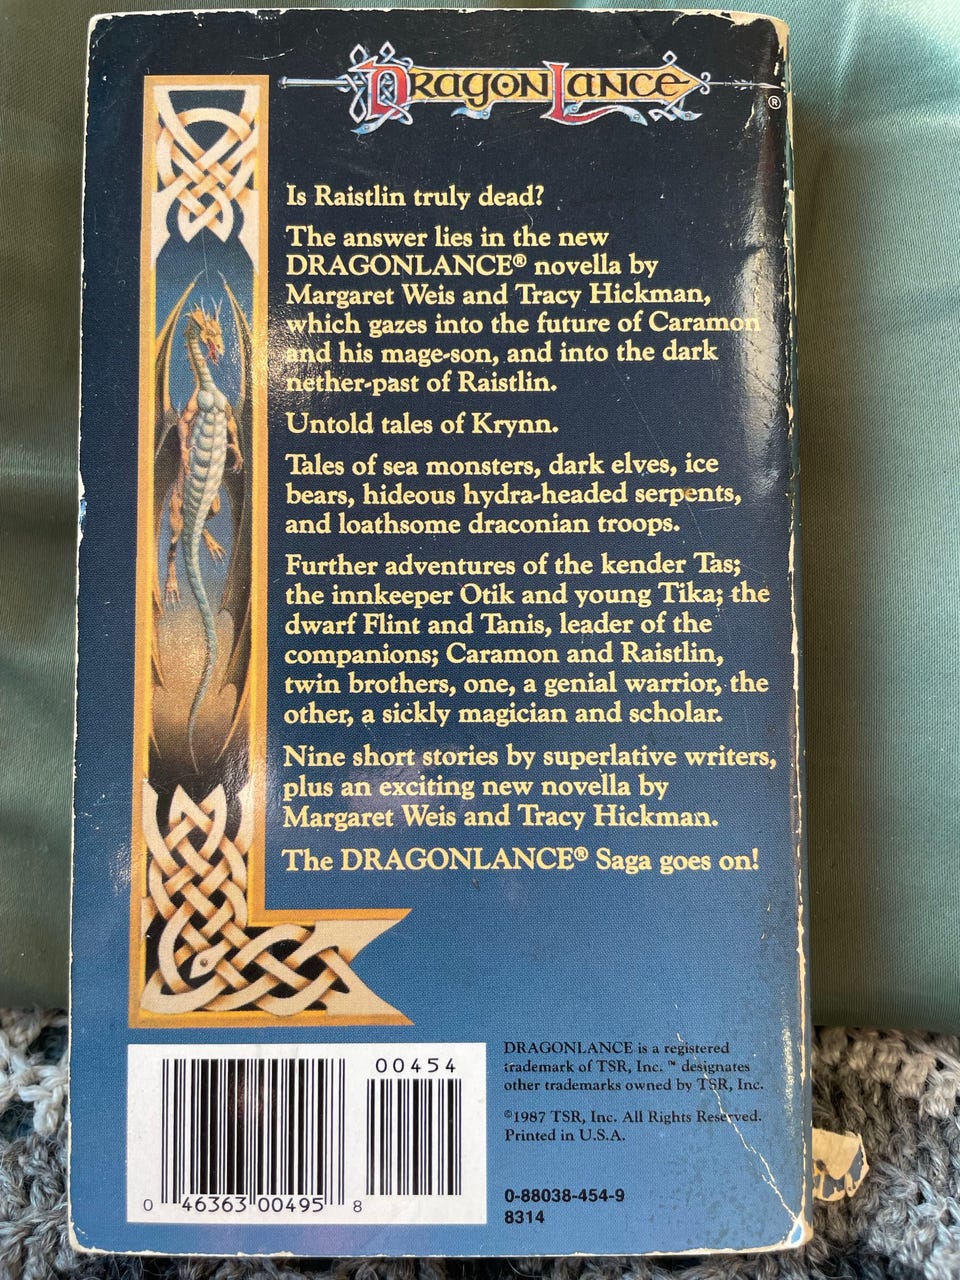 DRAGONLANCE
®
Is Raistlin truly dead?
The answer lies in the new
DRAGONLANCE® novella by
Margaret Weis and Tracy Hickman,
which gazes into the future of Caramon
and his mage-son, and into the dark
nether-past of Raistlin.
Untold tales of Krynn.
Tales of sea monsters, dark elves, ice
bears, hideous hydra-headed serpents,
and loathsome draconian troops.
Further adventures of the kender Tas;
the innkeeper Otik and young Tika; the
dwarf Flint and Tanis, leader of the
companions; Caramon and Raistlin,
twin brothers, one, a genial warrior, the
other, a sickly magician and scholar.
Nine short stories by superlative writers,
plus an exciting new novella by
Margaret Weis and Tracy Hickman.
The DRAGONLANCE® Saga goes on!
DRAGONLANCE is a registered
trademark of TSR, Inc. ™ designates
other trademarks owned by TSR, Inc.
©1987 TSR, Inc. All Rights Reserved.
Printed in U.S.A.
0-88038-454-9
8314
00454
0 46363 00495 8